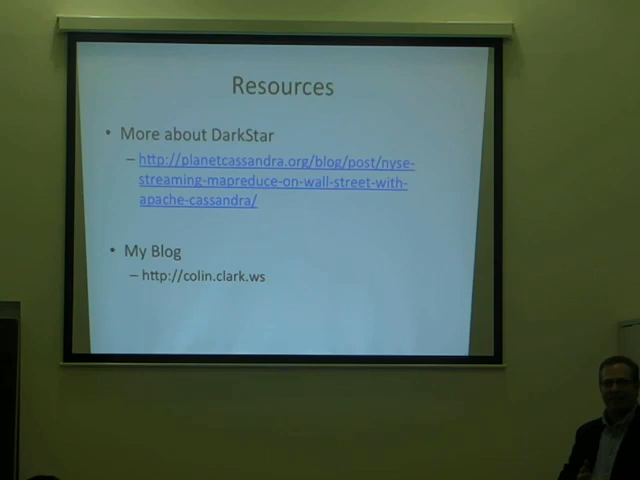 Resources
• More about DarkStar
– http://planetcassandra.org/blog/post/nyse-
streaming-mapreduce-on-wall-street-with-
apache-cassandra/
• My Blog
– http://colin.clark.ws